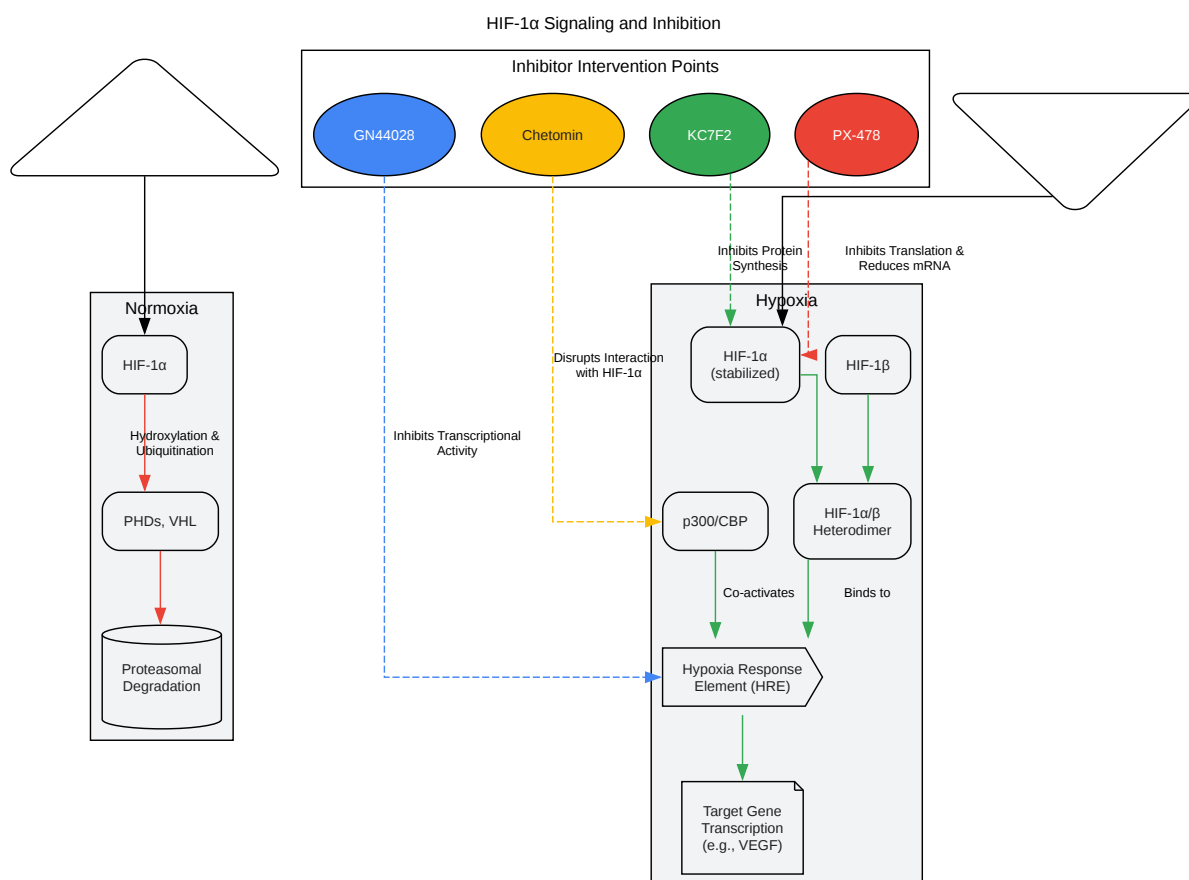 HIF-1α Signaling and Inhibition
Inhibitor Intervention Points
GN44028
Chetomin
KC7F2
PX-478
Inhibits Protein
Synthesis
Inhibits Translation &
Reduces mRNA
Normoxia
Hypoxia
HIF-1α
HIF-1α
(stabilized)
HIF-1β
Disrupts Interaction
with HIF-1α
Hydroxylation &
Ubiquitination
Inhibits Transcriptional
Activity
PHDs, VHL
p300/CBP
HIF-1α/β
Heterodimer
Co-activates
Binds to
Proteasomal
Degradation
Hypoxia Response
Element (HRE)
Target Gene
Transcription
(e.g., VEGF)